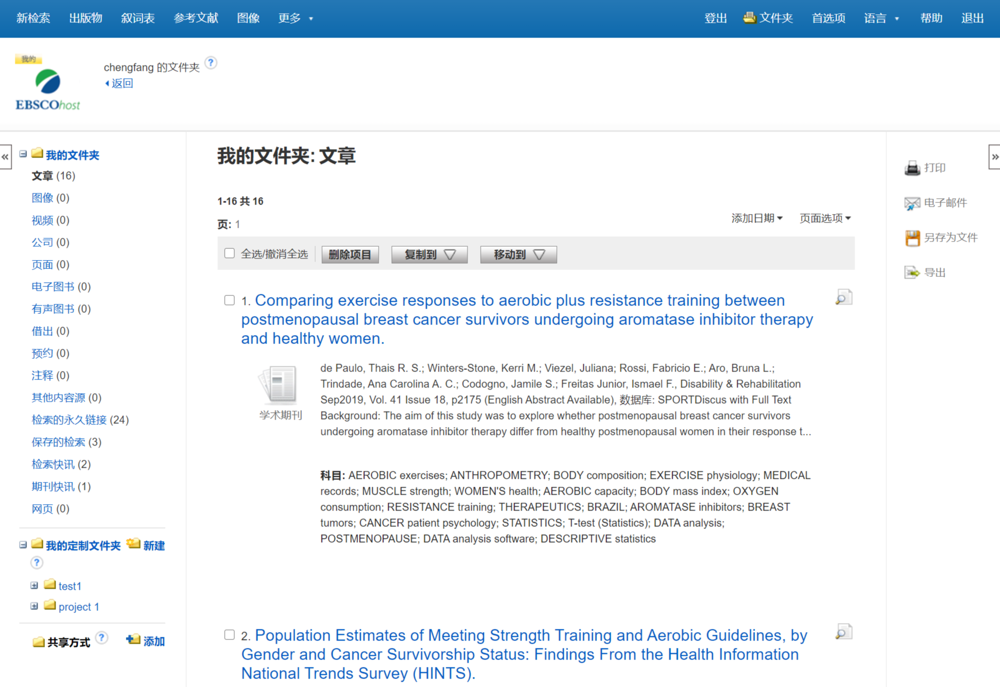 新检索 出版物 叙词表 参考文献 图像 更多 登出 文件夹 首选项 语言 帮助 退出
我的
EBSCOhost
chengfang 的文件夹 ?
返回
«
我的文件夹
文章 (16)
图像 (0)
视频 (0)
公司 (0)
页面 (0)
电子图书 (0)
有声图书 (0)
借出 (0)
预约 (0)
注释 (0)
其他内容源 (0)
检索的永久链接 (24)
保存的检索 (3)
检索快讯 (2)
期刊快讯 (1)
网页 (0)
我的定制文件夹 新建
?
test1
project 1
共享方式 ? 添加
我的文件夹: 文章
1-16 共 16
页: 1
添加日期 页面选项
全选/撤消全选 删除项目 复制到 移动到
1. Comparing exercise responses to aerobic plus resistance training between
postmenopausal breast cancer survivors undergoing aromatase inhibitor therapy
and healthy women.
学术期刊
de Paulo, Thais R. S.; Winters-Stone, Kerri M.; Viezel, Juliana; Rossi, Fabricio E.; Aro, Bruna L.;
Trindade, Ana Carolina A. C.; Codogno, Jamile S.; Freitas Junior, Ismael F., Disability & Rehabilitation
Sep2019, Vol. 41 Issue 18, p2175 (English Abstract Available), 数据库: SPORTDiscus with Full Text
Background: The aim of this study was to explore whether postmenopausal breast cancer survivors
undergoing aromatase inhibitor therapy differ from healthy postmenopausal women in their response t...
科目: AEROBIC exercises; ANTHROPOMETRY; BODY composition; EXERCISE physiology; MEDICAL
records; MUSCLE strength; WOMEN'S health; AEROBIC capacity; BODY mass index; OXYGEN
consumption; RESISTANCE training; THERAPEUTICS; BRAZIL; AROMATASE inhibitors; BREAST
tumors; CANCER patient psychology; STATISTICS; T-test (Statistics); DATA analysis;
POSTMENOPAUSE; DATA analysis software; DESCRIPTIVE statistics
2. Population Estimates of Meeting Strength Training and Aerobic Guidelines, by
Gender and Cancer Survivorship Status: Findings From the Health Information
National Trends Survey (HINTS).
»
打印
电子邮件
另存为文件
导出